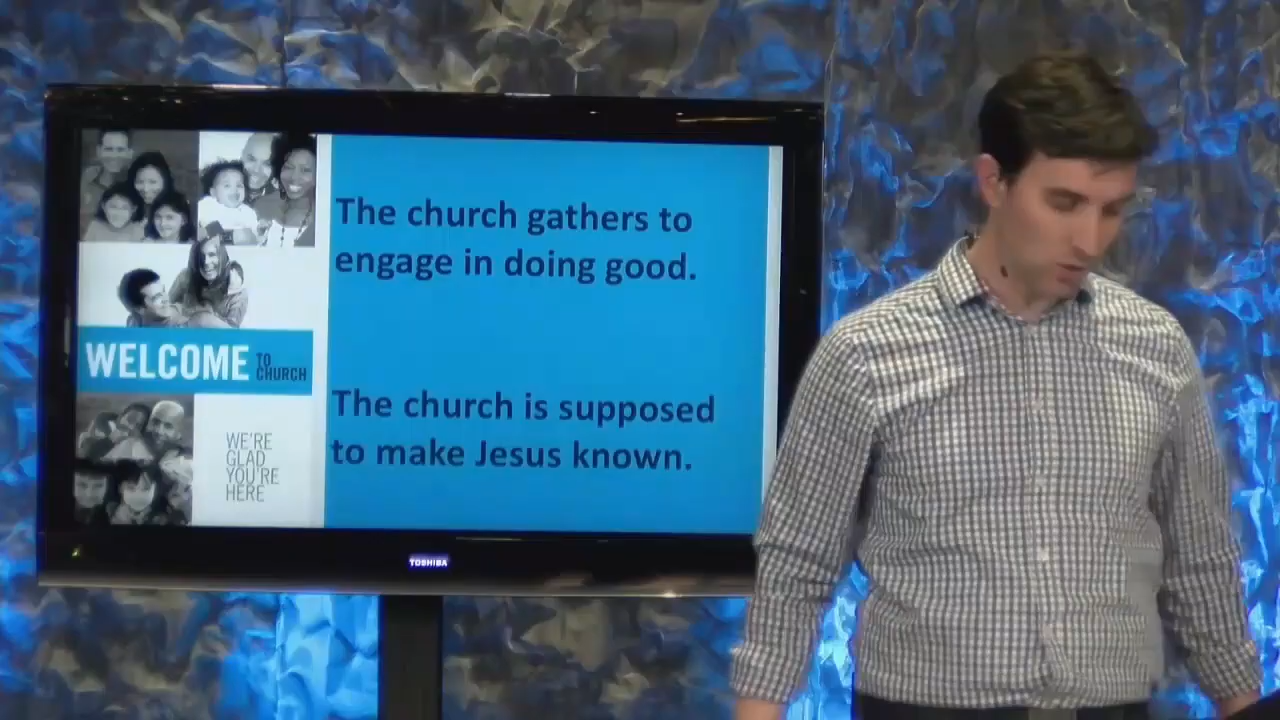 The church gathers to
engage in doing good.
WELCOME TO CHURCH
The church is supposed
to make Jesus known.
WE'RE
GLAD
YOU'RE
HERE
TOSHIBA